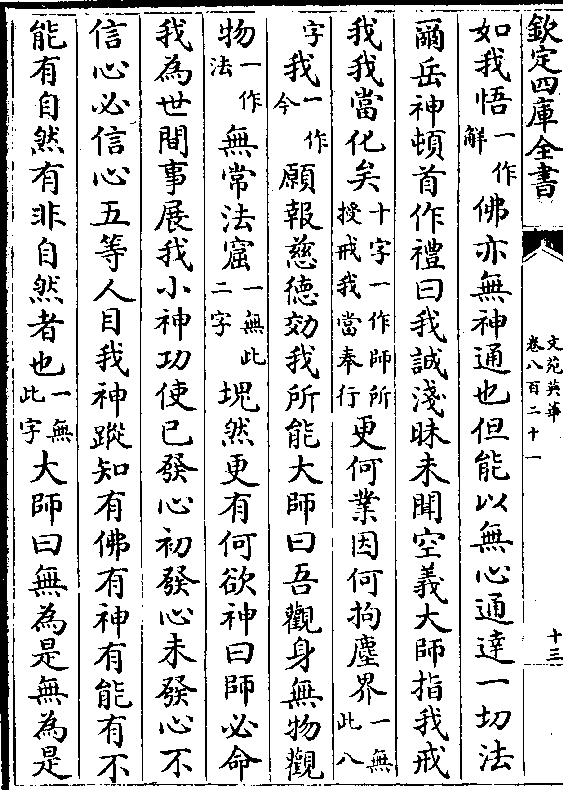 欽定四庫全書
文苑英華
卷八百二十一
十三
如我悟一作解佛亦無神通也但能以無心通達一切法
爾岳神頓首作禮曰我誠淺昧未聞空義大師指我戒
我我當化矣十字一作師所授戒我當奉行更何業因何拘塵界一無此八
字我一作今願報慈德効我所能大師曰吾觀身無物觀
物一作法無常法窟一無此二字塊然更有何欲神曰師必命
我為世間事展我小神功使已發心初發心未發心不
信心必信心五等人目我神蹤知有佛有神有能有不
能有自然有非自然者也一無此字大師曰無為是無為是